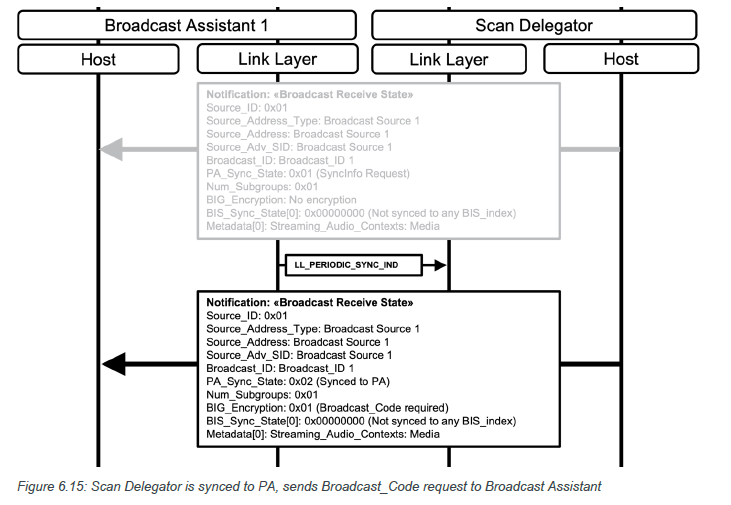 Broadcast Assistant 1
Scan Delegator
Host
Link Layer
Link Layer
Host
Notification: «Broadcast Receive State»
Source_ID: 0x01
Source_Address_Type: Broadcast Source 1
Source_Address: Broadcast Source 1
Source_Adv_SID: Broadcast Source 1
Broadcast_ID: Broadcast_ID 1
PA_Sync_State: 0x01 (SyncInfo Request)
Num_Subgroups: 0x01
BIG_Encryption: No encryption
BIS_Sync_State[0]: 0x00000000 (Not synced to any BIS_index)
Metadata[0]: Streaming_Audio_Contexts: Media
LL_PERIODIC_SYNC_IND
Notification: «Broadcast Receive State»
Source_ID: 0x01
Source_Address_Type: Broadcast Source 1
Source_Address: Broadcast Source 1
Source_Adv_SID: Broadcast Source 1
Broadcast_ID: Broadcast_ID 1
PA_Sync_State: 0x02 (Synced to PA)
Num_Subgroups: 0x01
BIG_Encryption: 0x01 (Broadcast_Code required)
BIS_Sync_State[0]: 0x00000000 (Not synced to any BIS_index)
Metadata[0]: Streaming_Audio_Contexts: Media
Figure 6.15: Scan Delegator is synced to PA, sends Broadcast_Code request to Broadcast Assistant